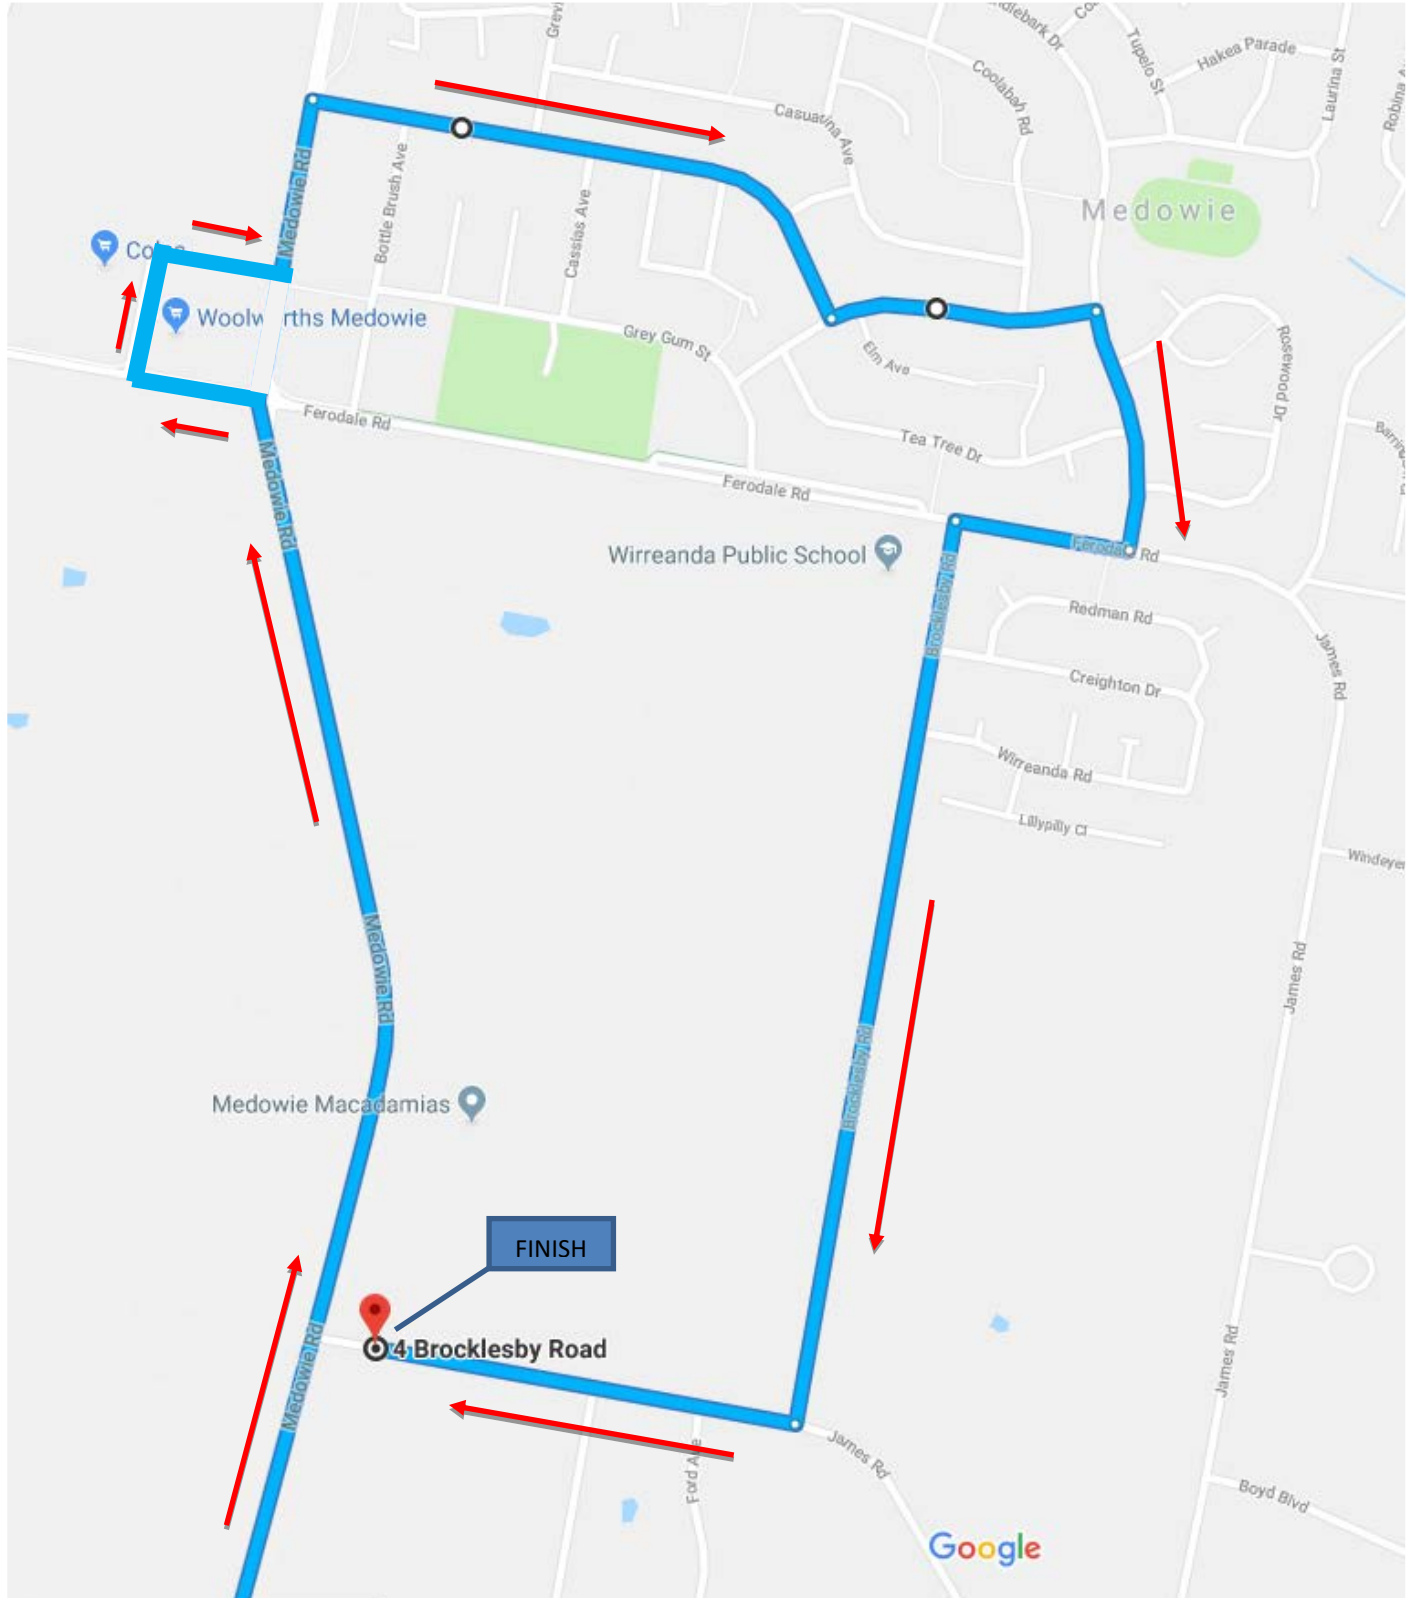 Coolabah Rd
Tupelo St
Hakea Parade
Laurina St
Casuarina Ave
Medowie
Medowie Rd
Bottle Brush Ave
Cassias Ave
Woolw rths Medowie
Grey Gum St
Elm Ave
Rosewood Dr
Ferodale Rd
Tea Tree Dr
Medowie Rd
Ferodale Rd
Wirreanda Public School
Ferodale Rd
Brocklesby Rd
Redman Rd
James Rd
Creighton Dr
Wirreanda Rd
Lillypilly Cl
Windeyer
Medowie Rd
James Rd
Brocklesby Rd
Medowie Macadamias
FINISH
4 Brocklesby Road
Medowie Rd
James Rd
James Rd
Ford Ave
Boyd Blvd
Google